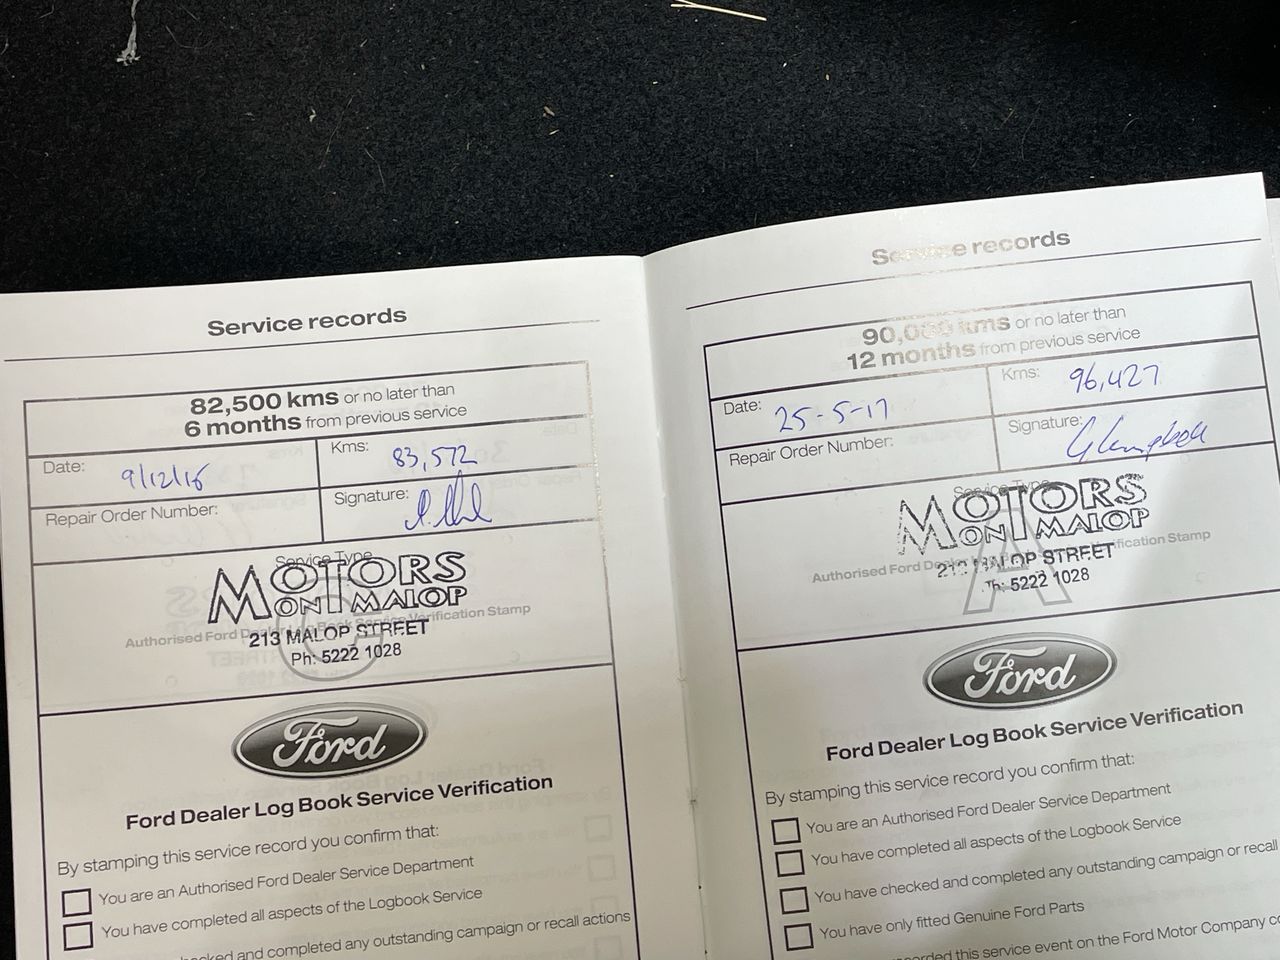 Service records
82,500 kms or no later than
6 months from previous service
Date: 9/12/16
Kms: 83,572
Repair Order Number:
Signature:
Service Type
MOTORS
ON MALOP
Authorised Ford Dealer Log Book Service Verification Stamp
213 MALOP STREET
Ph: 5222 1028
Ford
Ford Dealer Log Book Service Verification
By stamping this service record you confirm that:
You are an Authorised Ford Dealer Service Department
You have completed all aspects of the Logbook Service
checked and completed any outstanding campaign or recall actions
Service records
90,000 kms or no later than
12 months from previous service
Date: 25-5-17
Kms: 96,427
Repair Order Number:
Signature: G Campbell
Service Type
A
MOTORS
ON MALOP
Authorised Ford Verification Stamp
213 MALOP STREET
Ph: 5222 1028
Ford
Ford Dealer Log Book Service Verification
By stamping this service record you confirm that:
You are an Authorised Ford Dealer Service Department
You have completed all aspects of the Logbook Service
You have checked and completed any outstanding campaign or recall
You have only fitted Genuine Ford Parts
recorded this service event on the Ford Motor Company